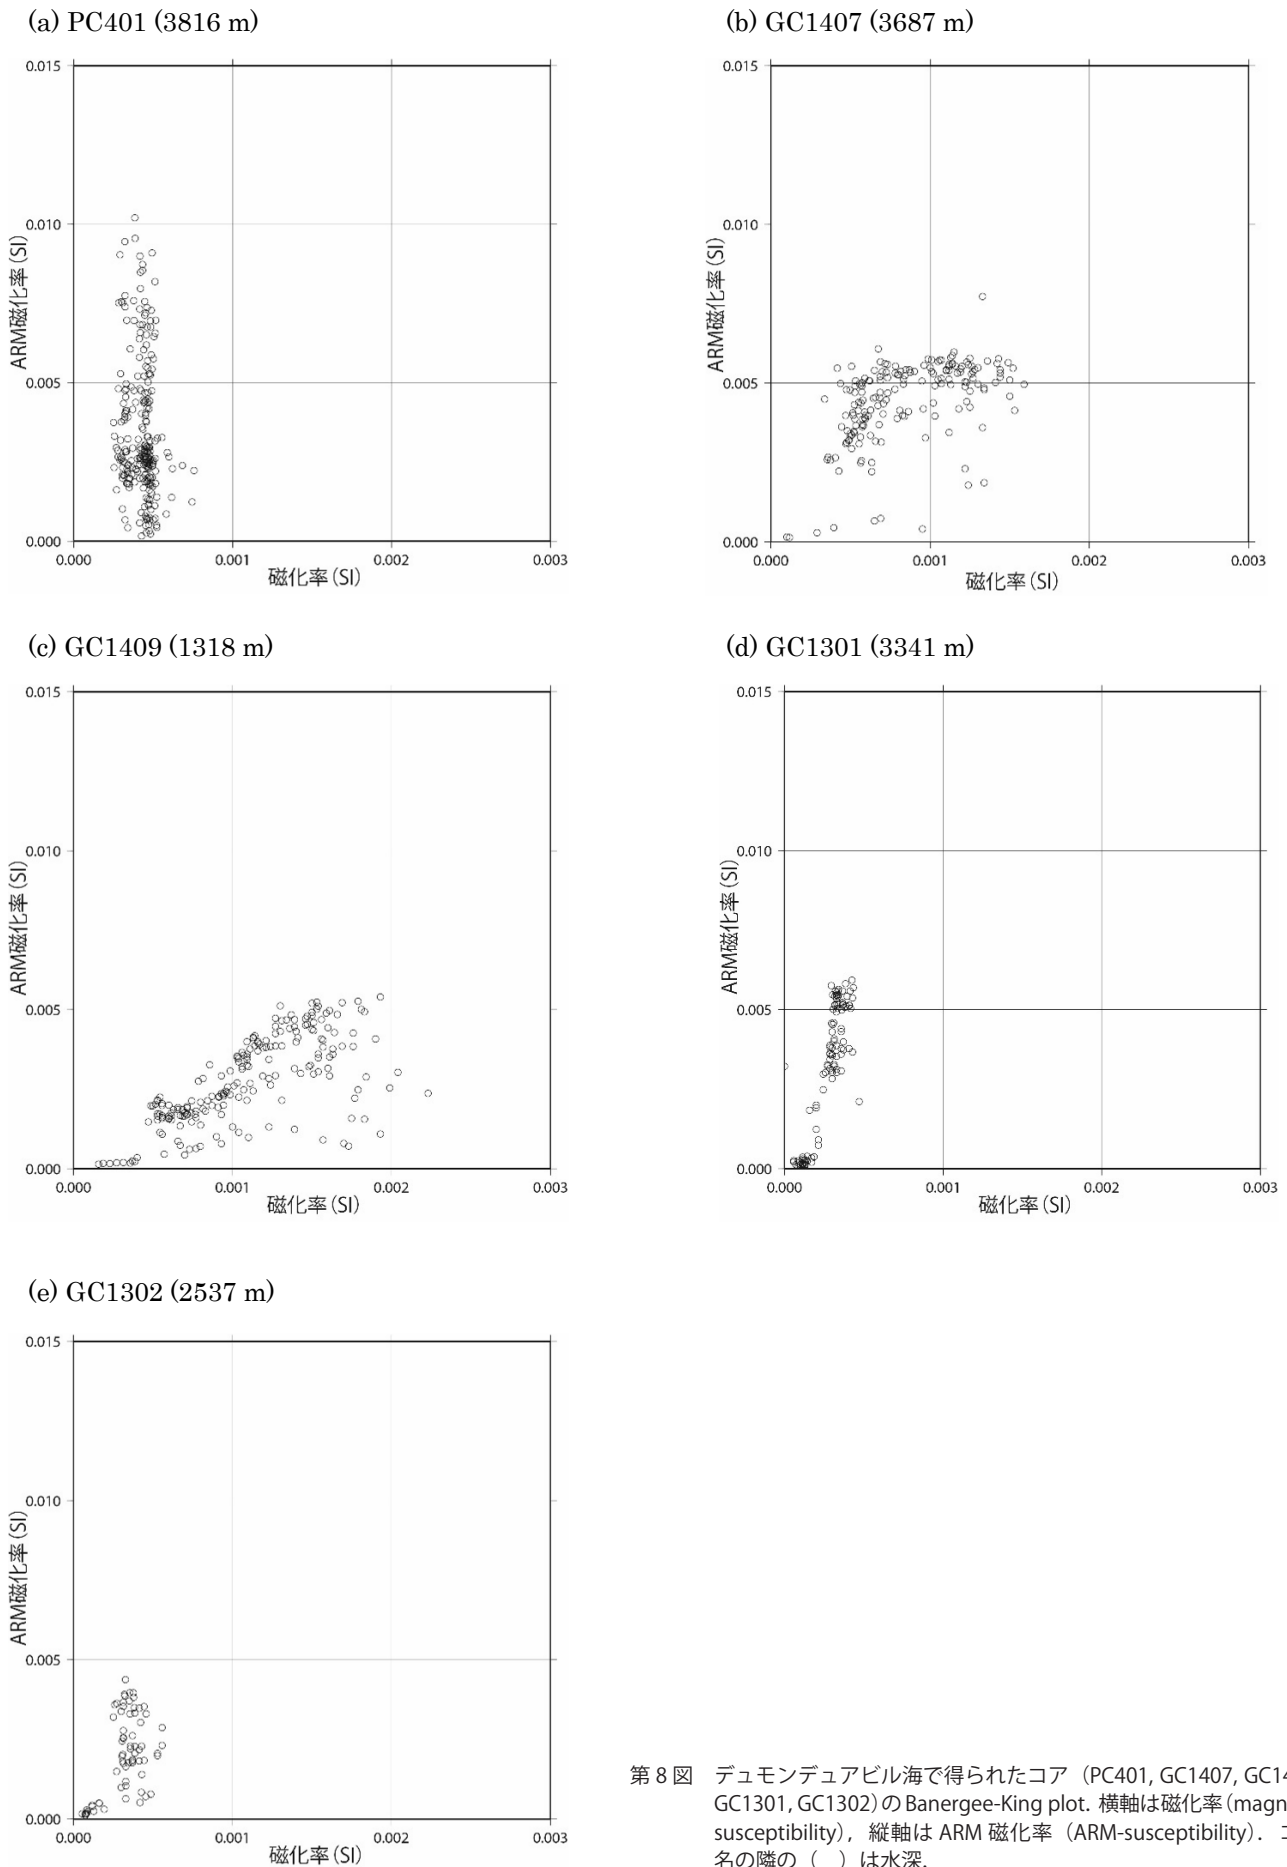 (a) PC401 (3816 m)
0.015
0.010
0.005
0.000
ARM磁化率(SI)
0.000 0.001 0.002 0.003
磁化率(SI)
(b) GC1407 (3687 m)
0.015
0.010
0.005
0.000
ARM磁化率(SI)
0.000 0.001 0.002 0.003
磁化率(SI)
(c) GC1409 (1318 m)
0.015
0.010
0.005
0.000
ARM磁化率(SI)
0.000 0.001 0.002 0.003
磁化率(SI)
(d) GC1301 (3341 m)
0.015
0.010
0.005
0.000
ARM磁化率(SI)
0.000 0.001 0.002 0.003
磁化率(SI)
(e) GC1302 (2537 m)
0.015
0.010
0.005
0.000
ARM磁化率(SI)
0.000 0.001 0.002 0.003
磁化率(SI)
第 8 図 デュモンデュアビル海で得られたコア (PC401, GC1407,
GC1301, GC1302)の Banergee-King plot. 横軸は磁化率
susceptibility), 縦軸は ARM 磁化率 (ARM-susceptibility).
名の隣の ( ) は水深.